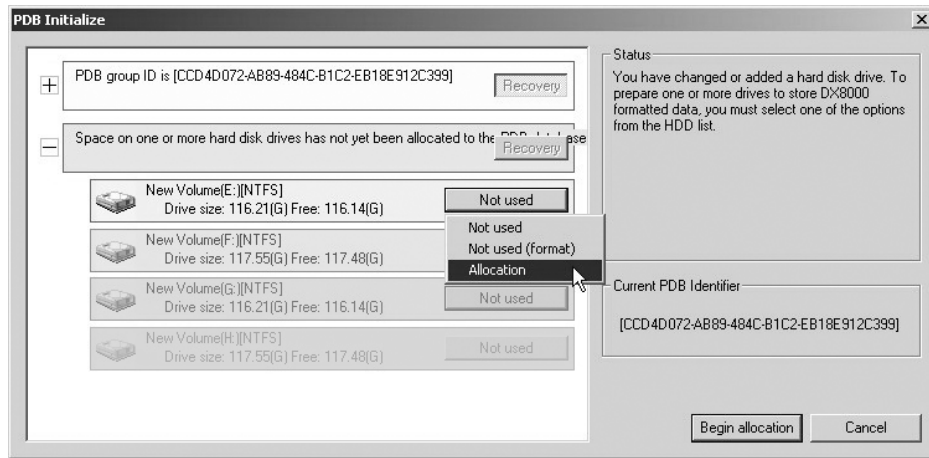 PDB Initialize
PDB group ID is [CCD4D072-AB89-484C-B1C2-EB18E912C399]
Recovery
Space on one or more hard disk drives has not yet been allocated to the
Recovery
New Volume(E:)[NTFS]
Drive size: 116.21(G) Free: 116.14(G)
Not used
New Volume(F:)[NTFS]
Drive size: 117.55(G) Free: 117.48(G)
Not used
Not used (format)
Allocation
New Volume(G:)[NTFS]
Drive size: 116.21(G) Free: 116.14(G)
Not used
New Volume(H:)[NTFS]
Drive size: 117.55(G) Free: 117.48(G)
Not used
Status
You have changed or added a hard disk drive. To
prepare one or more drives to store DX8000
formatted data, you must select one of the options
from the HDD list.
Current PDB Identifier
[CCD4D072-AB89-484C-B1C2-EB18E912C399]
Begin allocation
Cancel